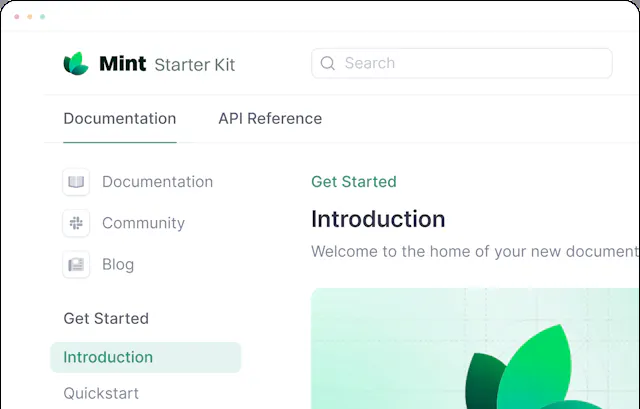 Mint Starter Kit
Search
Documentation
API Reference
Documentation
Community
Blog
Get Started
Introduction
Quickstart
Get Started
Introduction
Welcome to the home of your new document